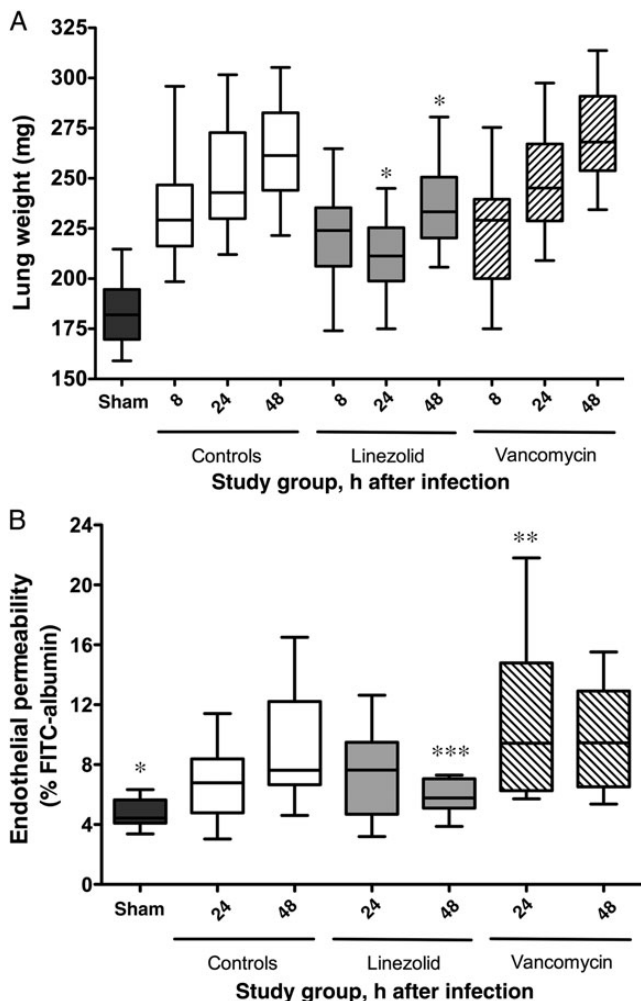 A
Lung weight (mg)
325
300
275
250
225
200
175
150
*
*
Sham
8
24
48
8
24
48
8
24
48
Controls
Linezolid
Vancomycin
Study group, h after infection
B
Endothelial permeability
(% FITC-albumin)
24
20
16
12
8
4
0
*
***
**
Sham
24
48
24
48
24
48
Controls
Linezolid
Vancomycin
Study group, h after infection